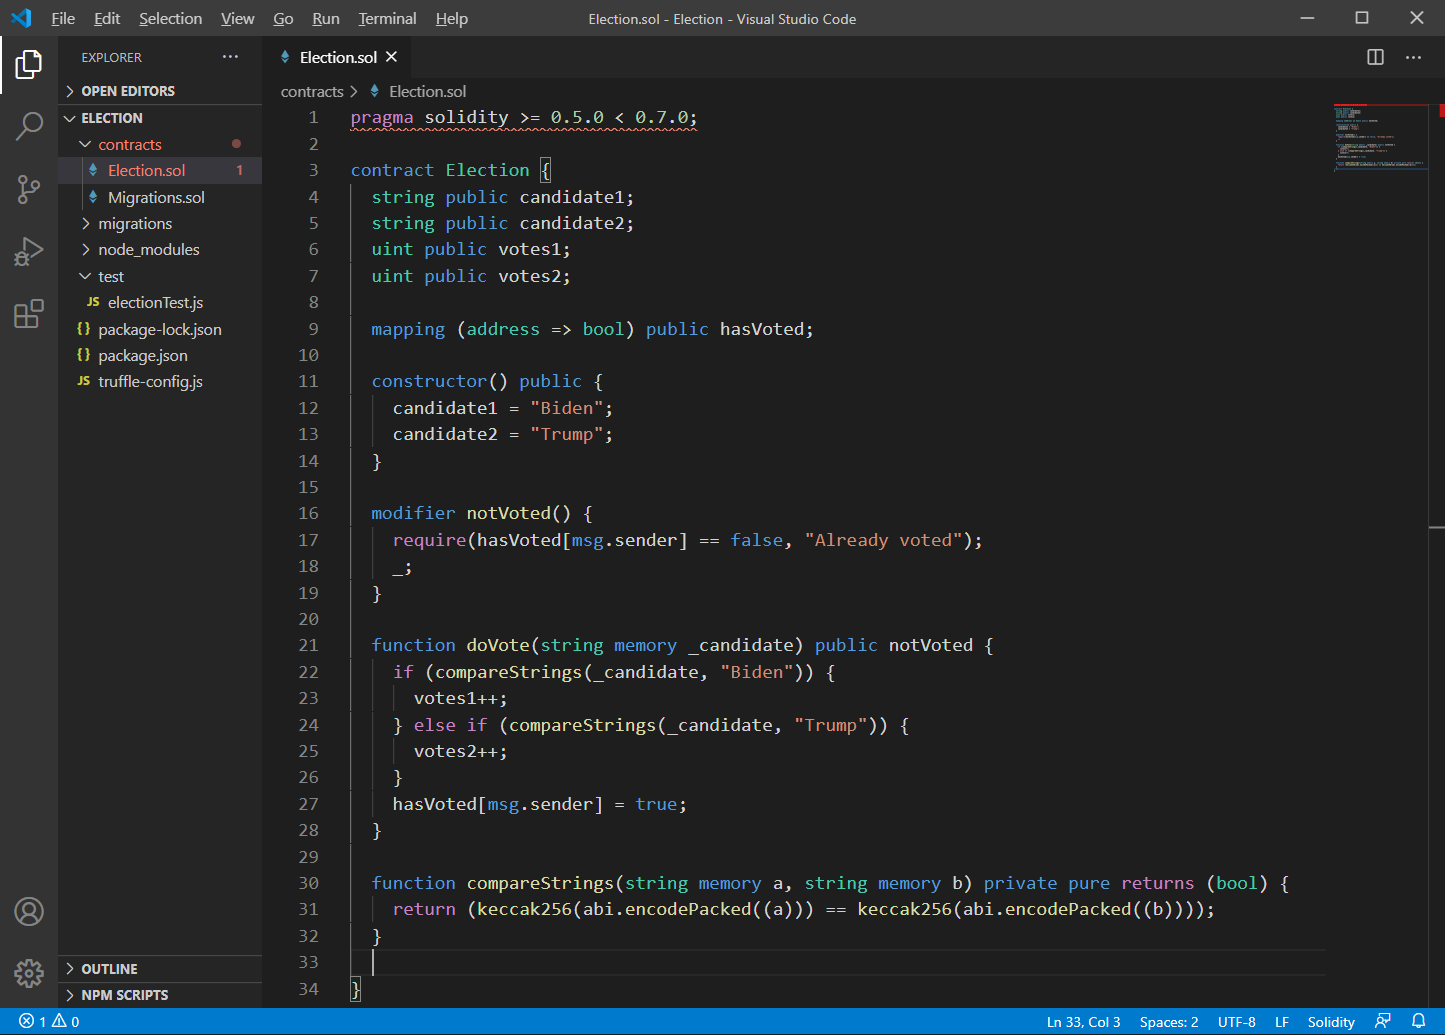 File Edit Selection View Go Run Terminal Help Election.sol - Election - Visual Studio Code
EXPLORER
OPEN EDITORS
ELECTION
contracts
Election.sol 1
Migrations.sol
migrations
node_modules
test
JS electionTest.js
{} package-lock.json
{} package.json
JS truffle-config.js
OUTLINE
NPM SCRIPTS
Election.sol
contracts > Election.sol
1 pragma solidity >= 0.5.0 < 0.7.0;
2
3 contract Election {
4 string public candidate1;
5 string public candidate2;
6 uint public votes1;
7 uint public votes2;
8
9 mapping (address => bool) public hasVoted;
10
11 constructor() public {
12 candidate1 = "Biden";
13 candidate2 = "Trump";
14 }
15
16 modifier notVoted() {
17 require(hasVoted[msg.sender] == false, "Already voted");
18 _;
19 }
20
21 function doVote(string memory _candidate) public notVoted {
22 if (compareStrings(_candidate, "Biden")) {
23 votes1++;
24 } else if (compareStrings(_candidate, "Trump")) {
25 votes2++;
26 }
27 hasVoted[msg.sender] = true;
28 }
29
30 function compareStrings(string memory a, string memory b) private pure returns (bool) {
31 return (keccak256(abi.encodePacked((a))) == keccak256(abi.encodePacked((b))));
32 }
33
34 }
1 0 Ln 33, Col 3 Spaces: 2 UTF-8 LF Solidity